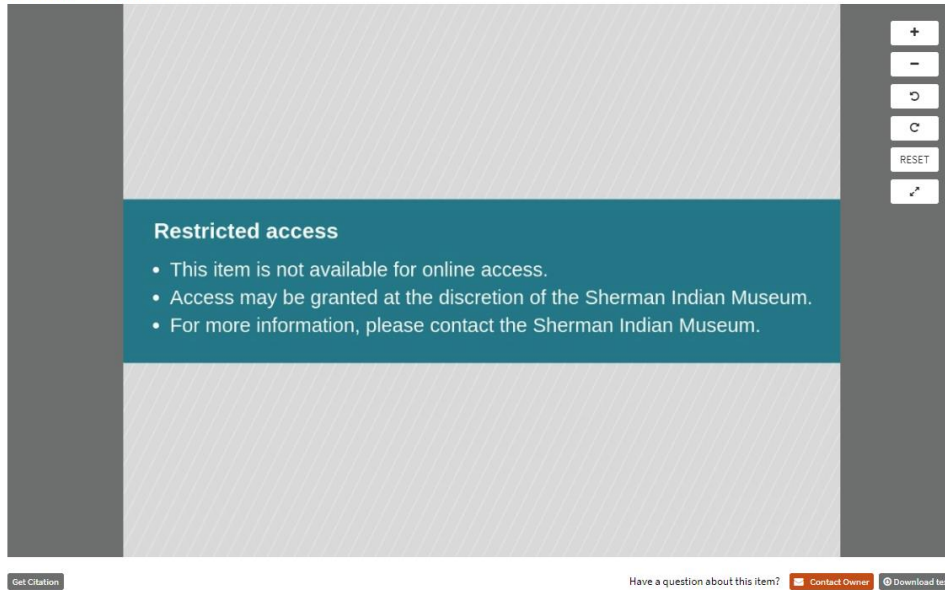 +
−
RESET
Restricted access
• This item is not available for online access.
• Access may be granted at the discretion of the Sherman Indian Museum.
• For more information, please contact the Sherman Indian Museum.
Get Citation
Have a question about this item?
Contact Owner
Download te